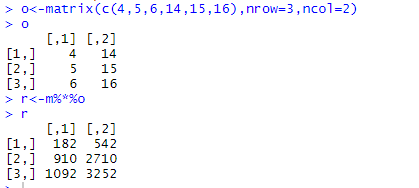 > o<-matrix(c(4,5,6,14,15,16),nrow=3,ncol=2)
> o
     [,1] [,2]
[1,]    4   14
[2,]    5   15
[3,]    6   16
> r<-m%*%o
> r
     [,1] [,2]
[1,]  182  542
[2,]  910 2710
[3,] 1092 3252
>